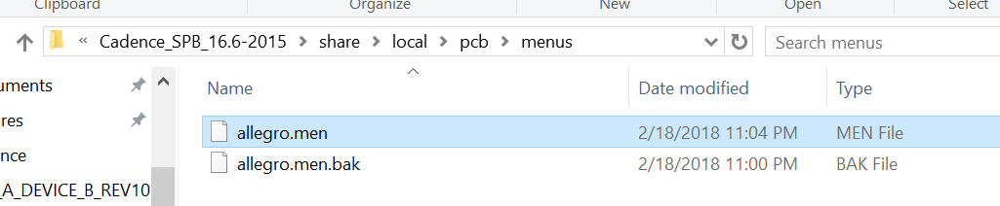 Clipboard Organize New Open Select
« Cadence_SPB_16.6-2015 > share > local > pcb > menus Search menus
uments
res
nce
_A_DEVICE_B_REV10
Name Date modified Type
allegro.men 2/18/2018 11:04 PM MEN File
allegro.men.bak 2/18/2018 11:00 PM BAK File